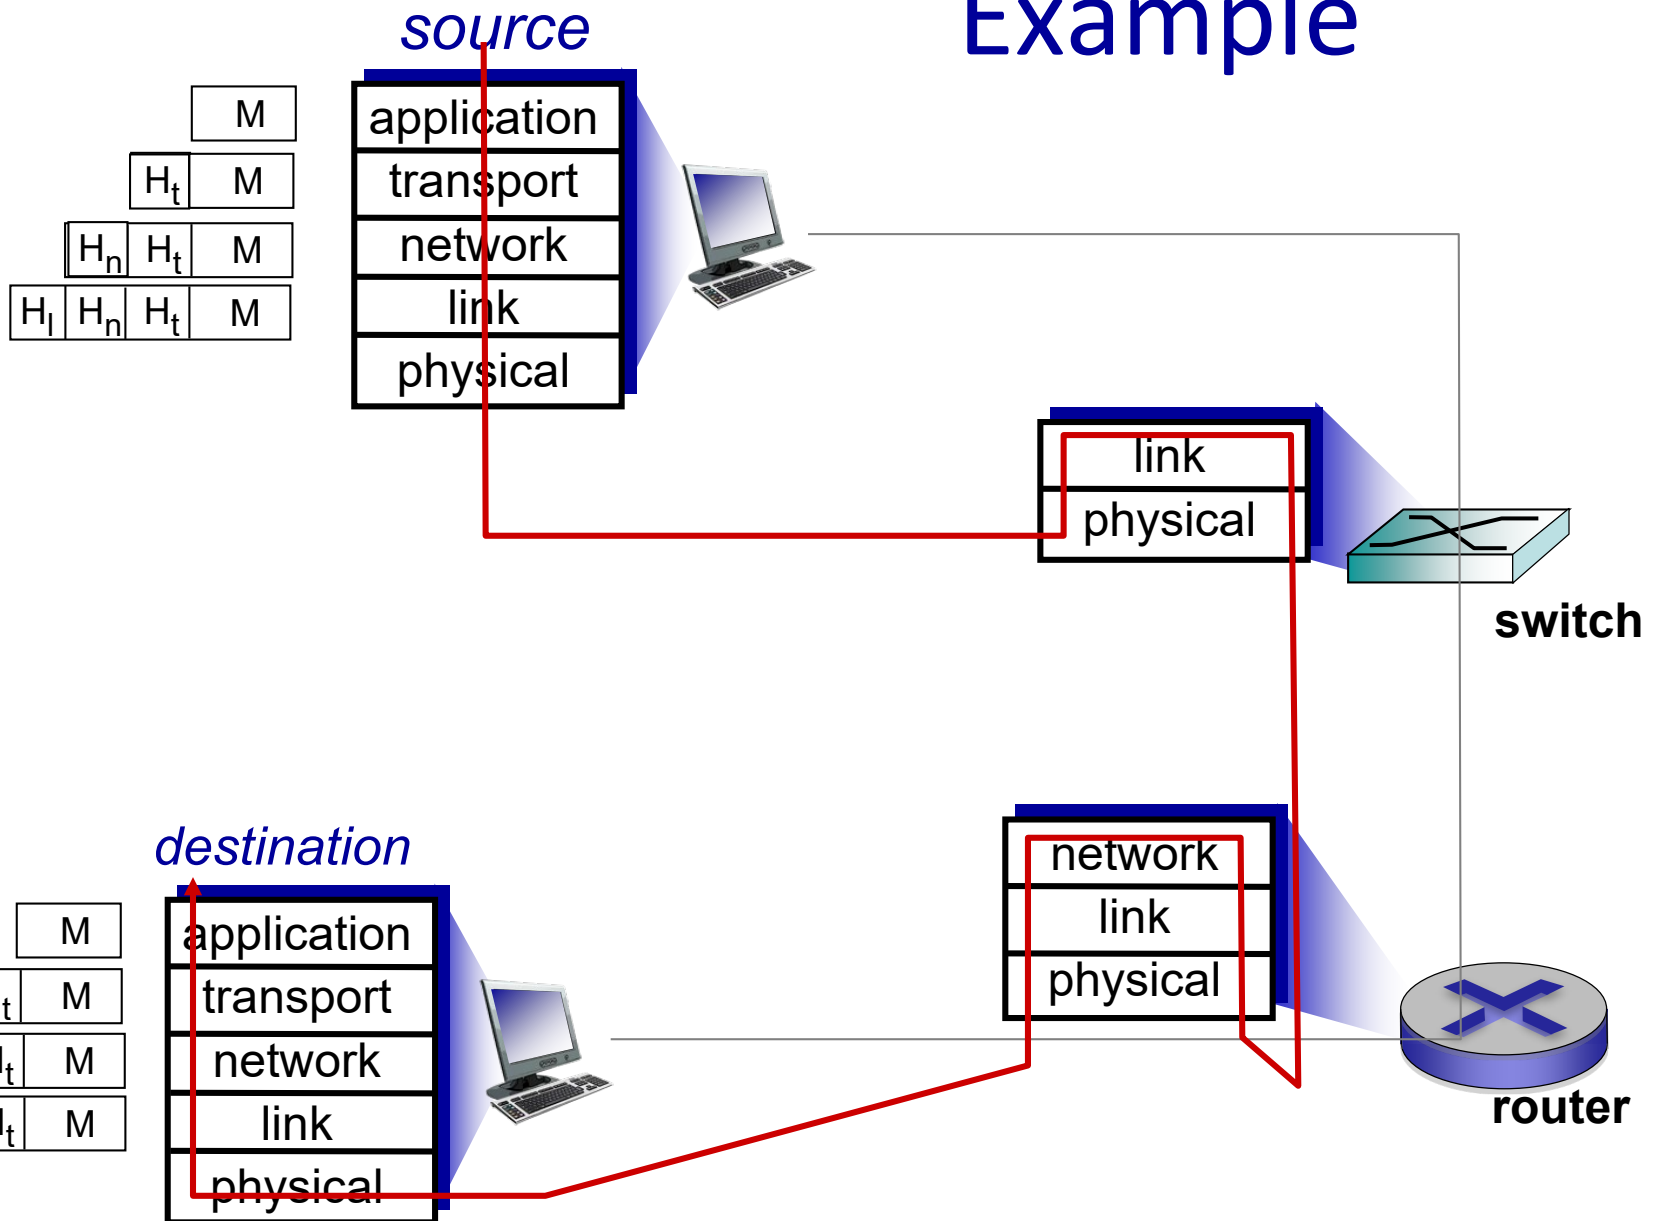 Example
source
M
application
Ht M
transport
Hn Ht M
network
Hl Hn Ht M
link
physical
link
physical
switch
destination
network
link
physical
router
M
application
t M
transport
t M
network
t M
link
physical